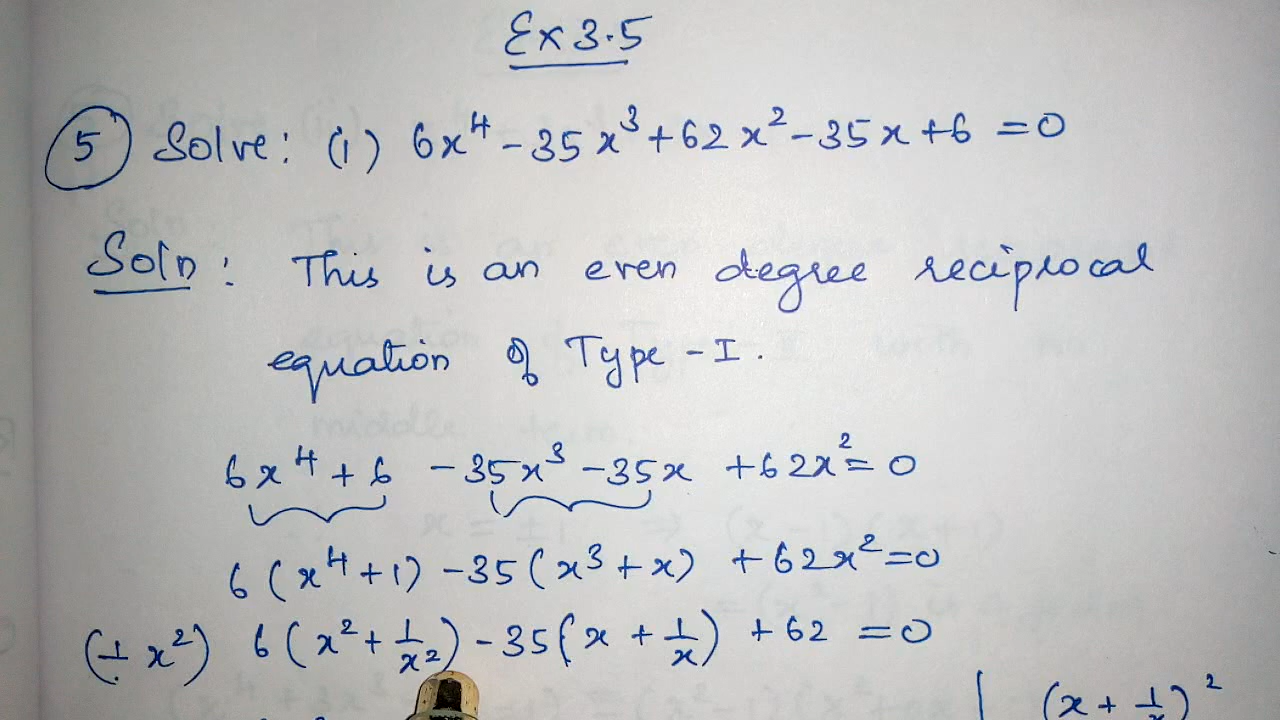 Ex 3.5
5 Solve: (i) 6x⁴ - 35x³ + 62x² - 35x + 6 = 0
Soln: This is an even degree reciprocal
equation of Type - I.
6x⁴ + 6 - 35x³ - 35x + 62x² = 0
6(x⁴ + 1) - 35(x³ + x) + 62x² = 0
(÷ x²) 6(x² + 1/x²) - 35(x + 1/x) + 62 = 0
(x + 1/x)²